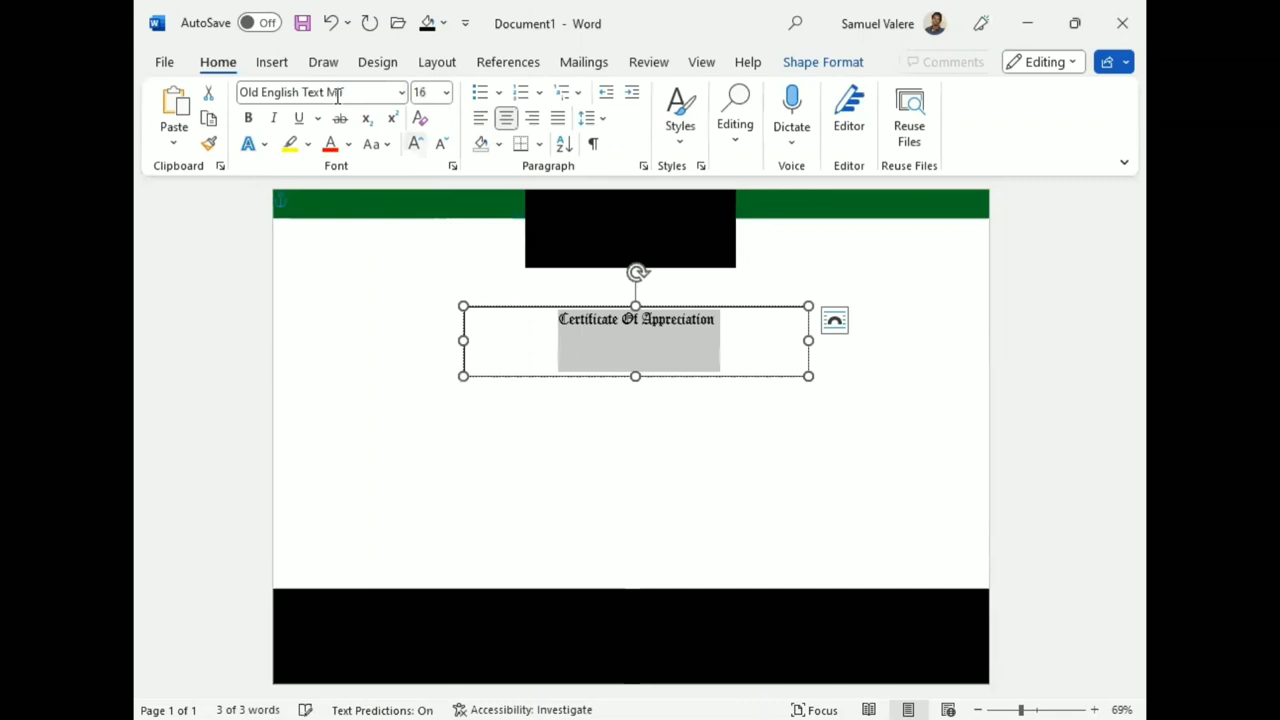 AutoSave Off Document1 - Word Samuel Valere
File Home Insert Draw Design Layout References Mailings Review View Help Shape Format Comments Editing
Old English Text MT 16
Paste Styles Editing Dictate Editor Reuse Files
Clipboard Font Paragraph Styles Voice Editor Reuse Files
Certificate Of Appreciation
Page 1 of 1 3 of 3 words Text Predictions: On Accessibility: Investigate Focus 69%